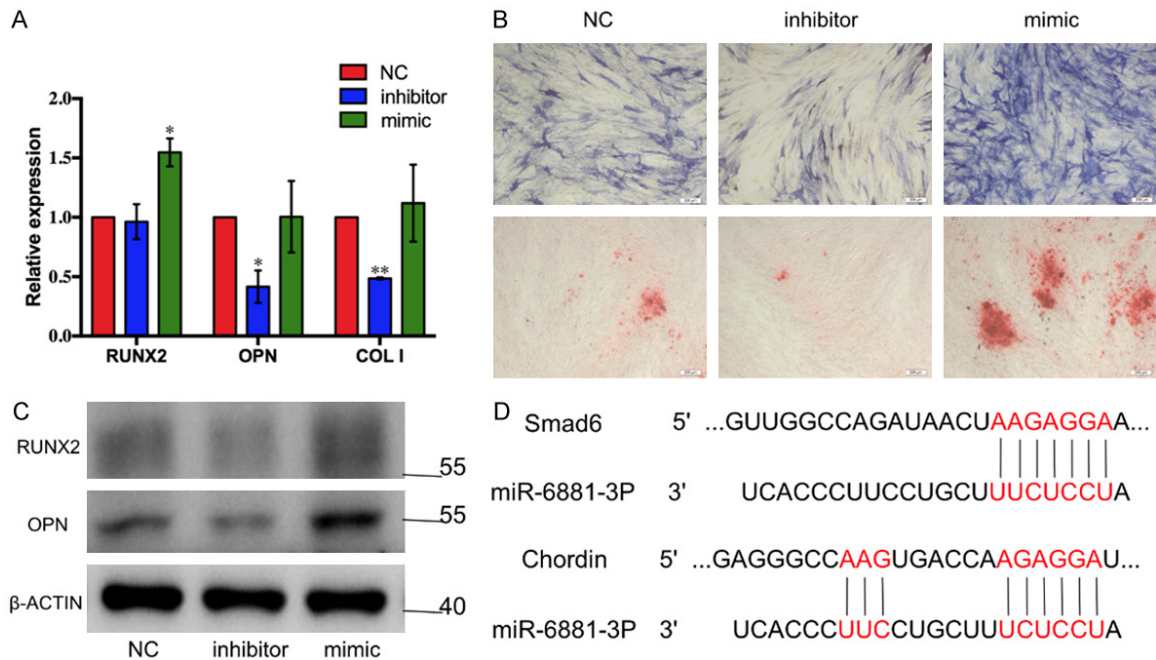 A
NC
inhibitor
mimic
Relative expression
2.0
1.5
1.0
0.5
0.0
*
*
**
RUNX2 OPN COL I
B
NC inhibitor mimic
C
RUNX2
55
OPN
55
β-ACTIN
40
NC inhibitor mimic
D
Smad6 5' ...GUUGGCCAGAUAACUAAGAGGAA...
miR-6881-3P 3' UCACCCUUCCUGCUUUCUCCUA
Chordin 5' ...GAGGGCCAAGUGACCAAGAGGAU...
miR-6881-3P 3' UCACCCUUCCUGCUUUCUCCUA